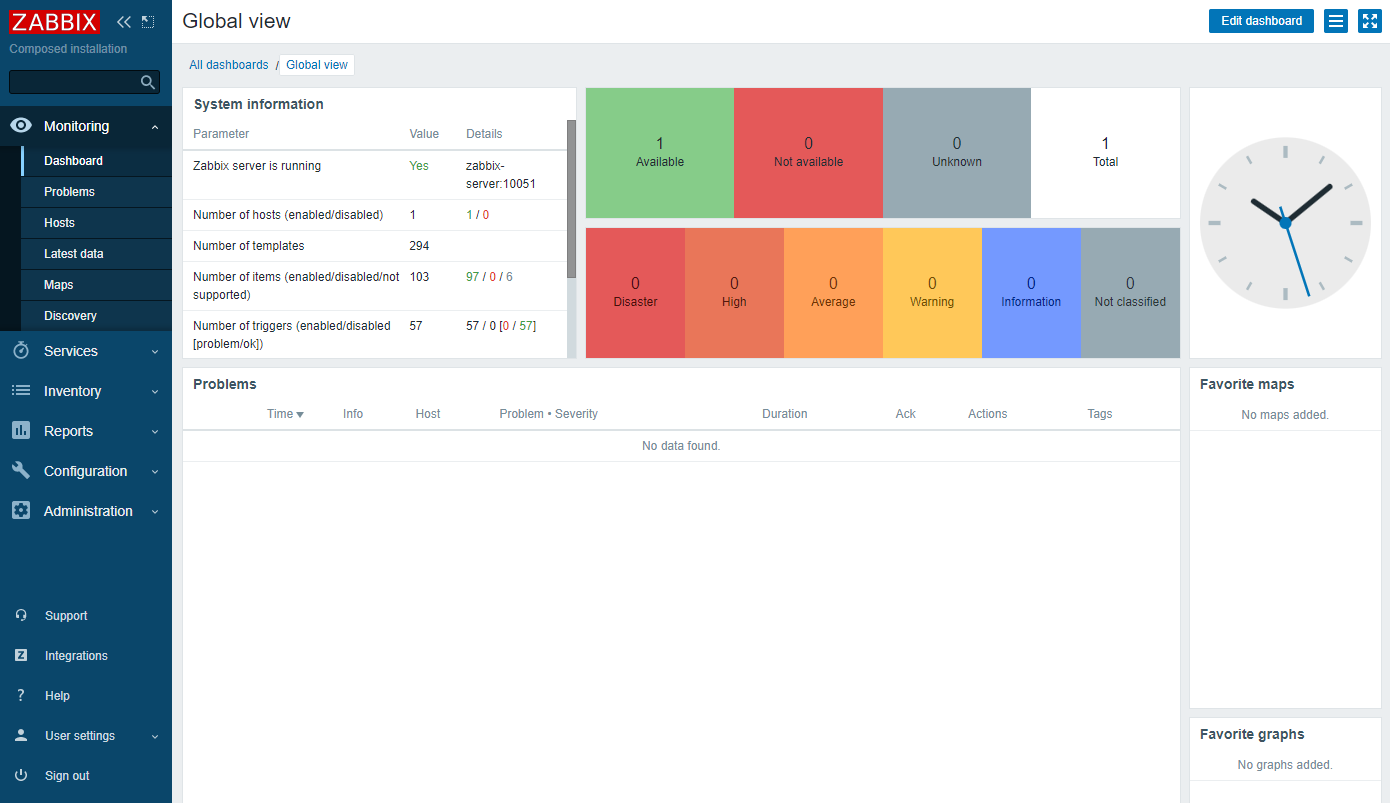 ZABBIX
Composed installation
Monitoring
Dashboard
Problems
Hosts
Latest data
Maps
Discovery
Services
Inventory
Reports
Configuration
Administration
Support
Z Integrations
? Help
User settings
Sign out
Global view
Edit dashboard
All dashboards / Global view
System information
Parameter Value Details
Zabbix server is running Yes zabbix-
server:10051
Number of hosts (enabled/disabled) 1 1 / 0
Number of templates 294
Number of items (enabled/disabled/not 103 97 / 0 / 6
supported)
Number of triggers (enabled/disabled 57 57 / 0 [0 / 57]
[problem/ok])
1 0 0 1
Available Not available Unknown Total
0 0 0 0 0 0
Disaster High Average Warning Information Not classified
Problems
Time Info Host Problem • Severity Duration Ack Actions Tags
No data found.
Favorite maps
No maps added.
Favorite graphs
No graphs added.